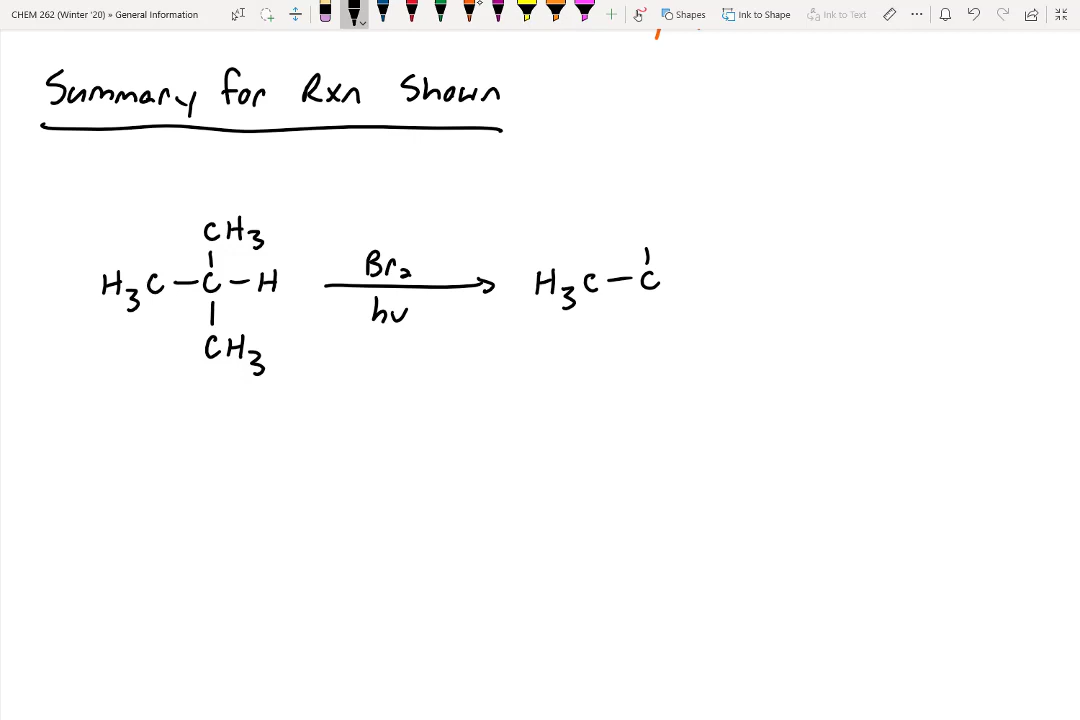 CHEM 262 (Winter '20) » General Information
Shapes
Ink to Shape
Ink to Text
Summary for Rxn Shown
CH3
H3C-C-H
CH3
Br2
hν
H3C-C